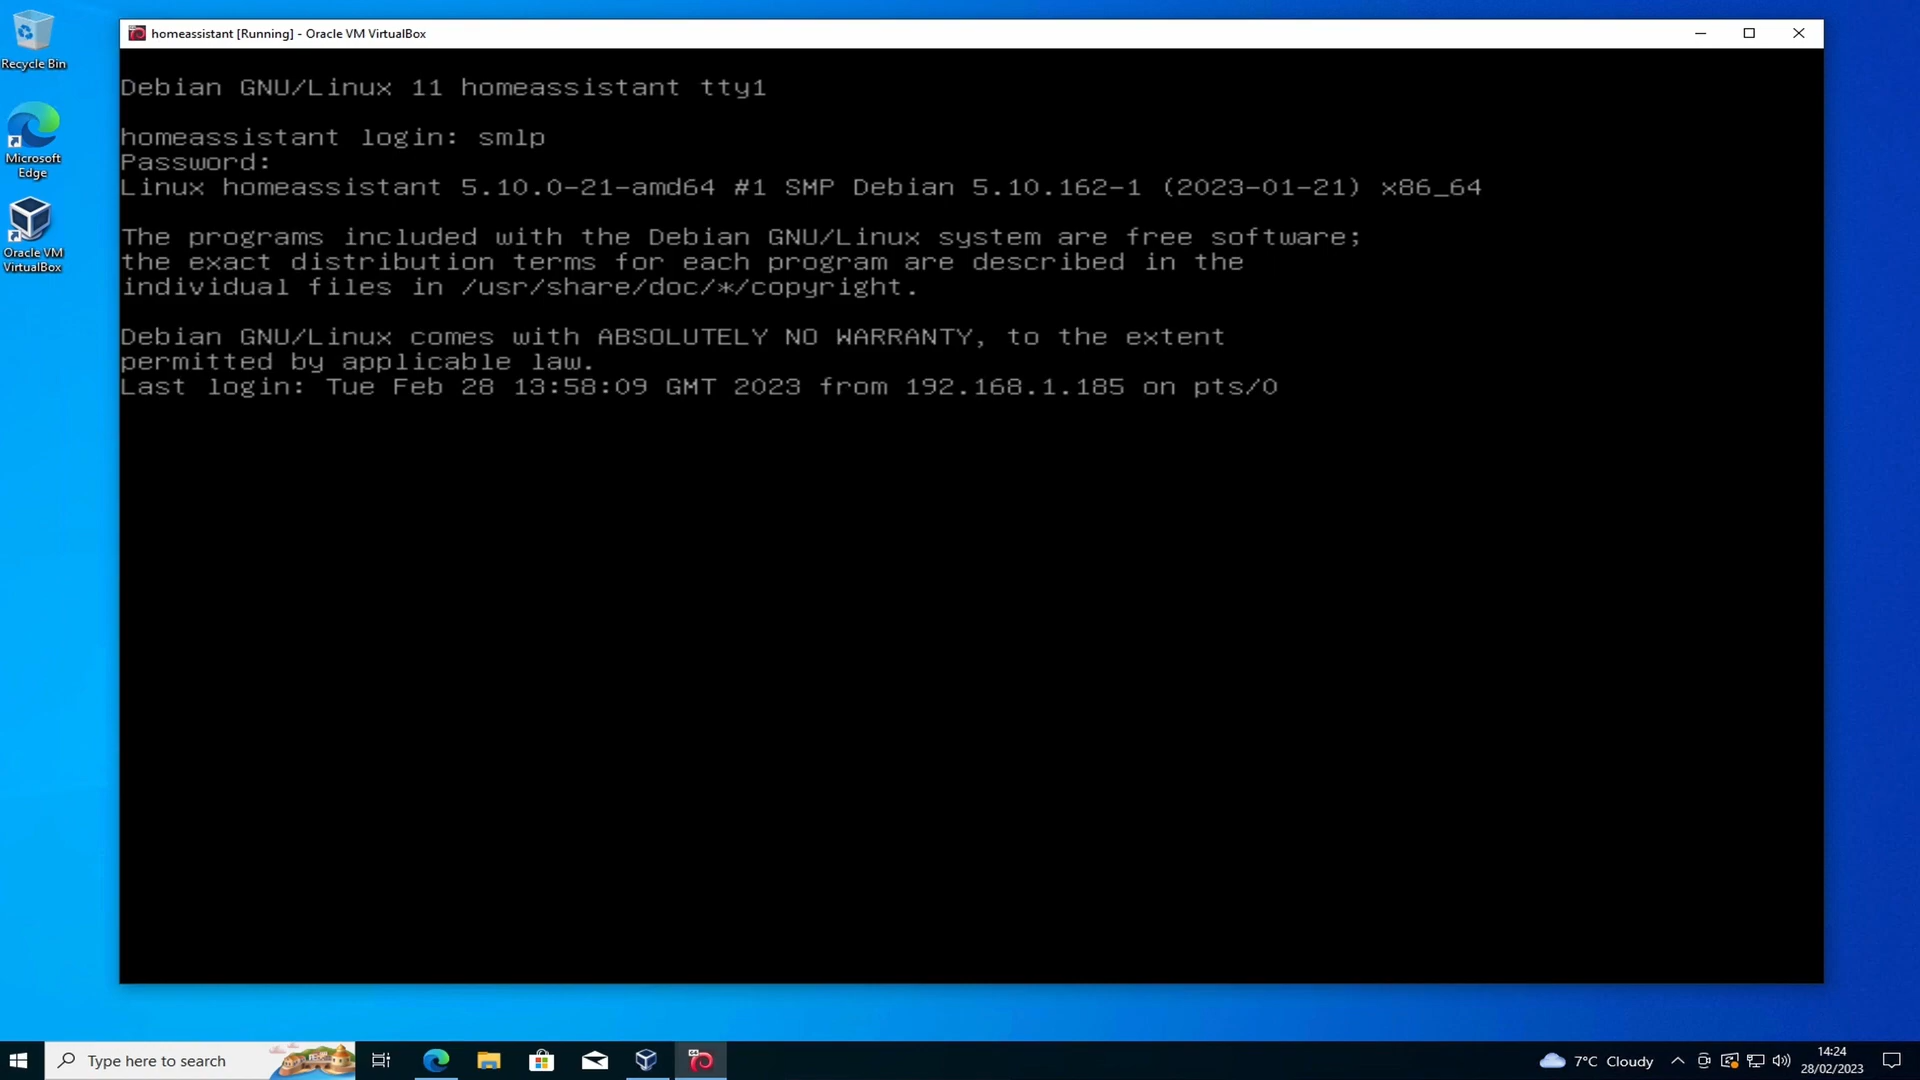 homeassistant [Running] - Oracle VM VirtualBox
Recycle Bin
Microsoft
Edge
Oracle VM
VirtualBox
Debian GNU/Linux 11 homeassistant tty1
homeassistant login: smlp
Password:
Linux homeassistant 5.10.0-21-amd64 #1 SMP Debian 5.10.162-1 (2023-01-21) x86_64
The programs included with the Debian GNU/Linux system are free software;
the exact distribution terms for each program are described in the
individual files in /usr/share/doc/*/copyright.
Debian GNU/Linux comes with ABSOLUTELY NO WARRANTY, to the extent
permitted by applicable law.
Last login: Tue Feb 28 13:58:09 GMT 2023 from 192.168.1.185 on pts/0
Type here to search
64
7°C Cloudy
14:24
28/02/2023